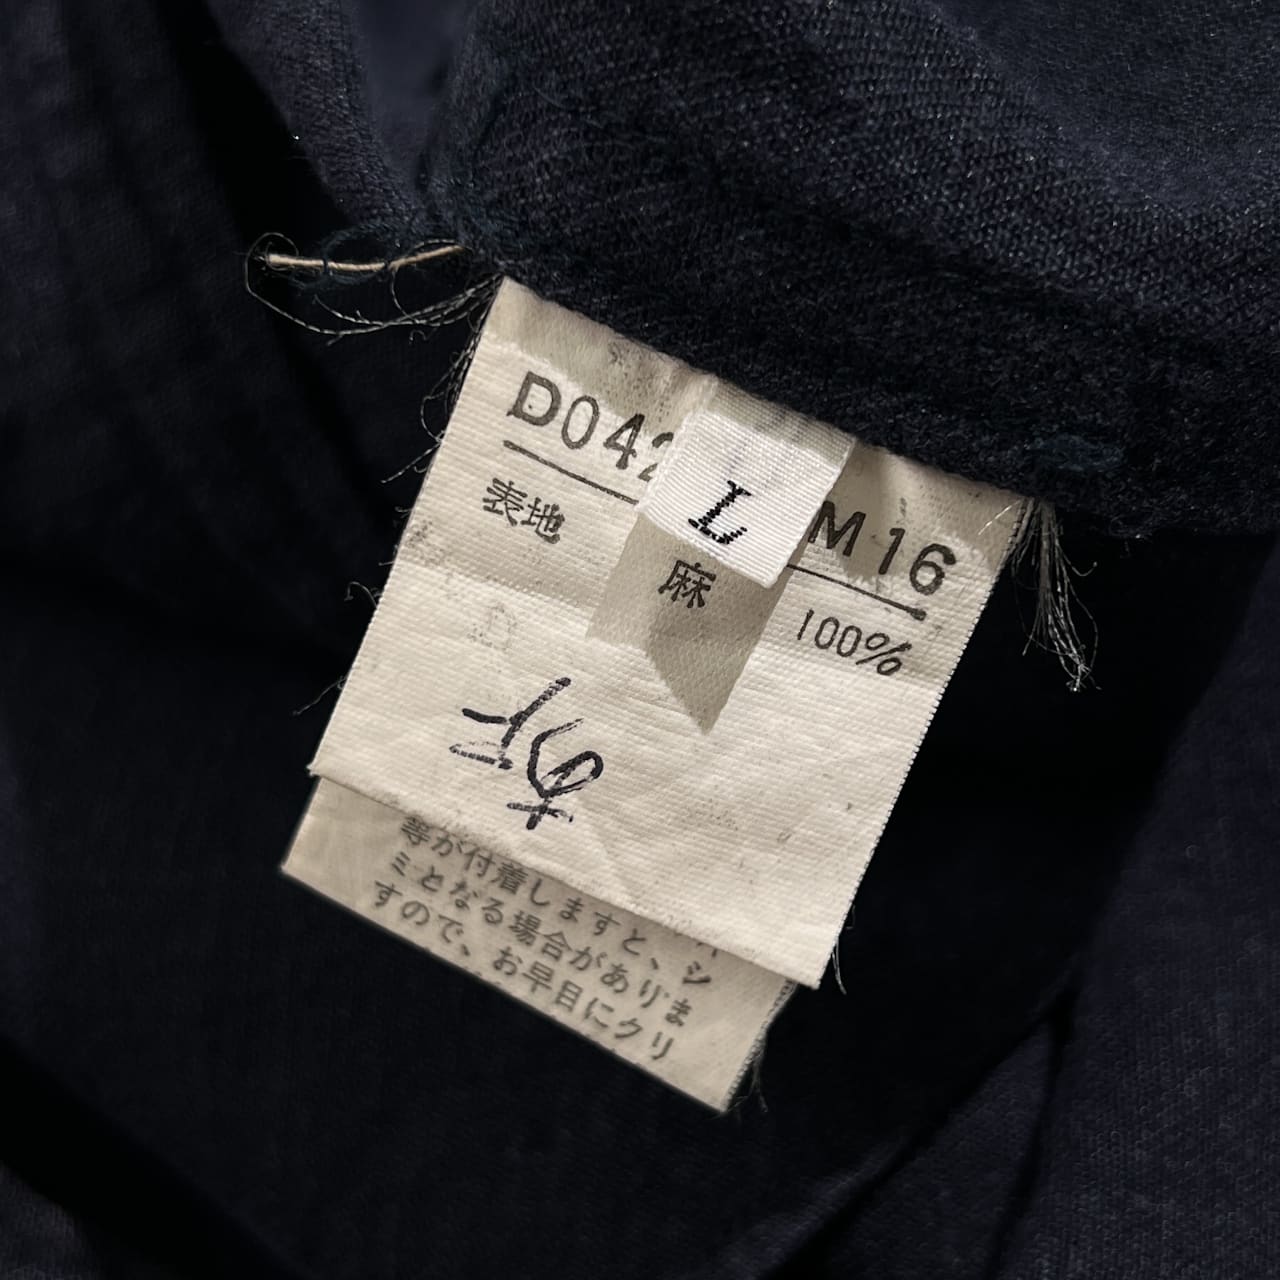 D042
M16
L
表地
麻
100%
等が付着しますと、シ
ミとなる場合がありま
すので、お早目にクリ